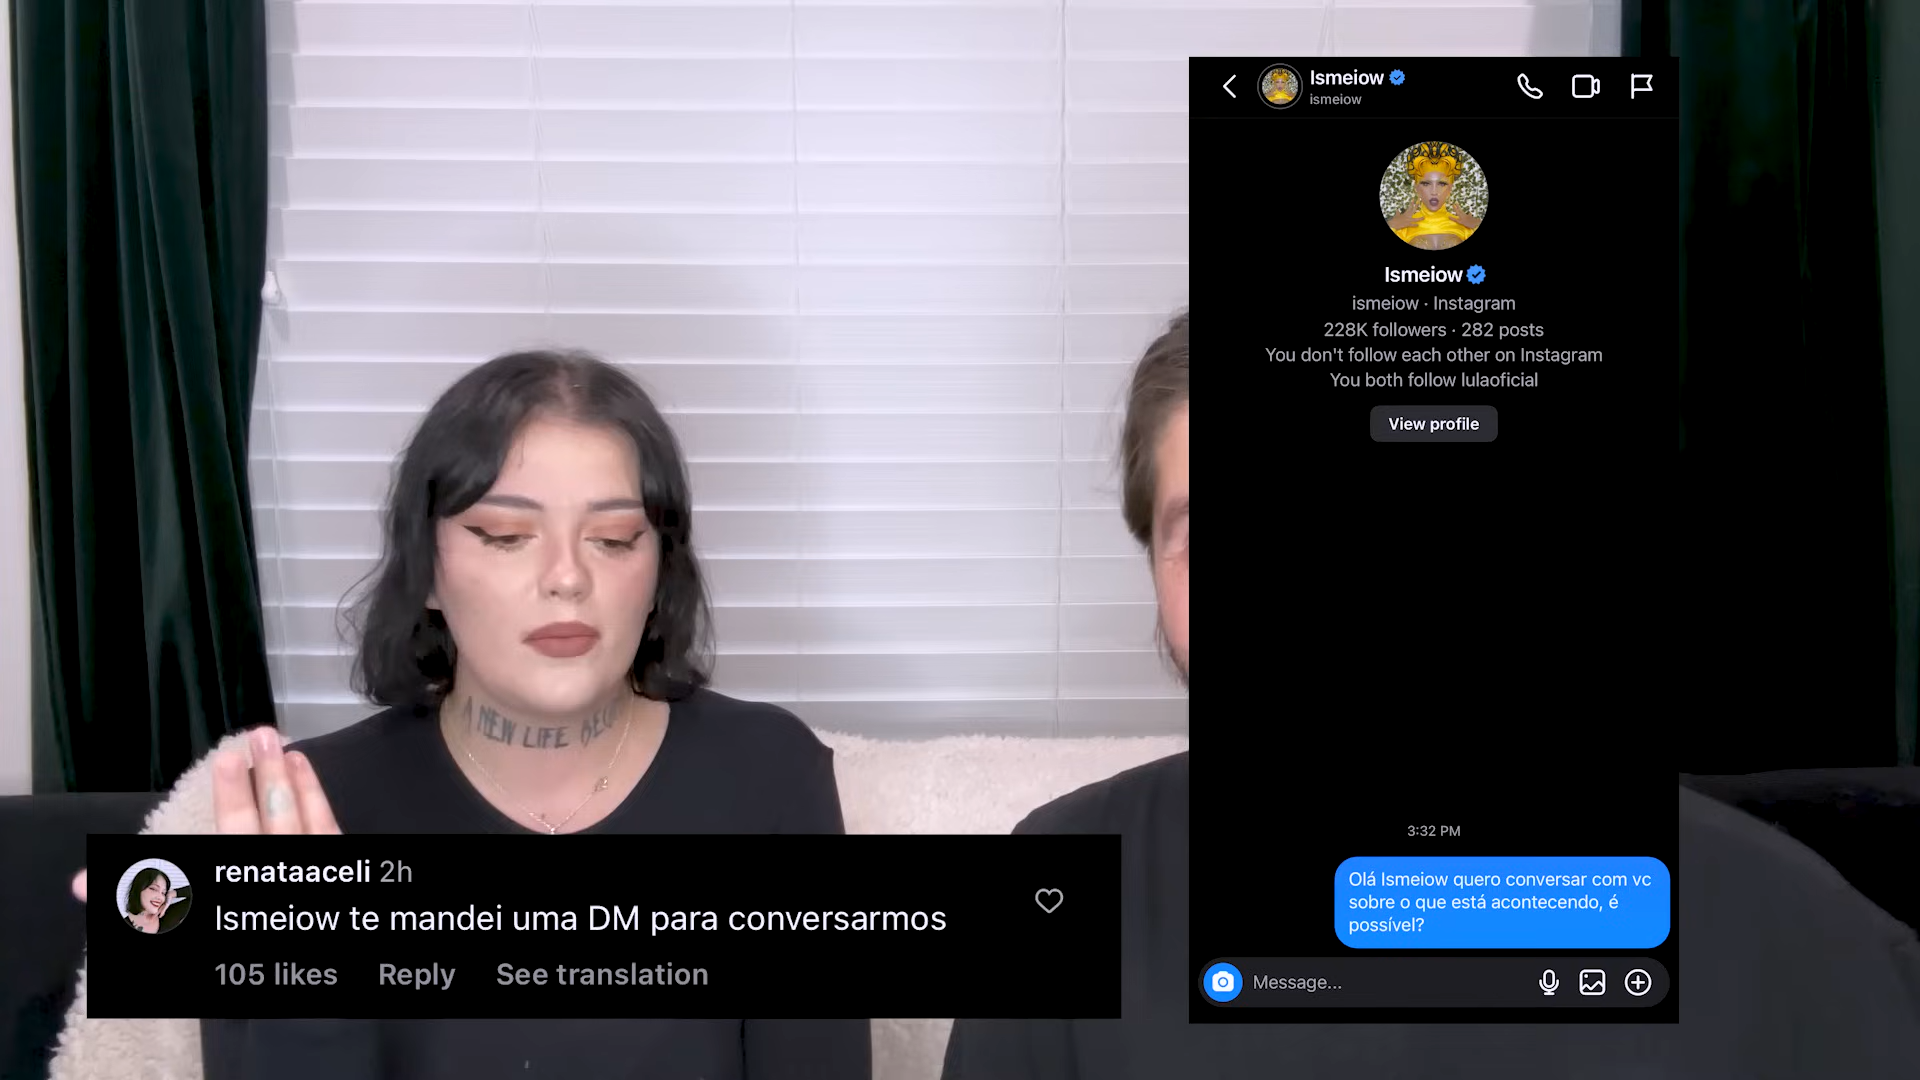 Ismeiow
ismeiow
Ismeiow
ismeiow · Instagram
228K followers · 282 posts
You don't follow each other on Instagram
You both follow lulaoficial
View profile
3:32 PM
Olá Ismeiow quero conversar com vc
sobre o que está acontecendo, é
possível?
Message...
A NEW LIFE
renataaceli 2h
Ismeiow te mandei uma DM para conversarmos
105 likes Reply See translation